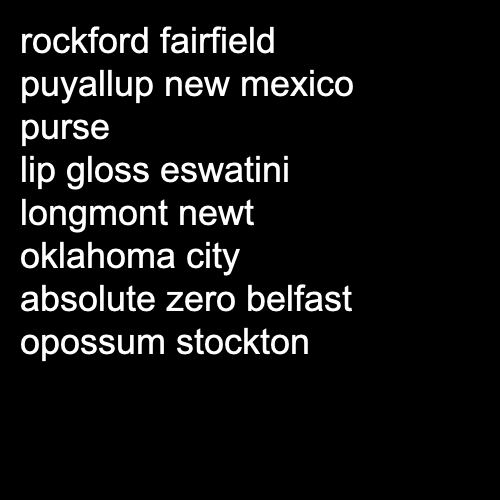 rockford fairfield
puyallup new mexico
purse
lip gloss eswatini
longmont newt
oklahoma city
absolute zero belfast
opossum stockton